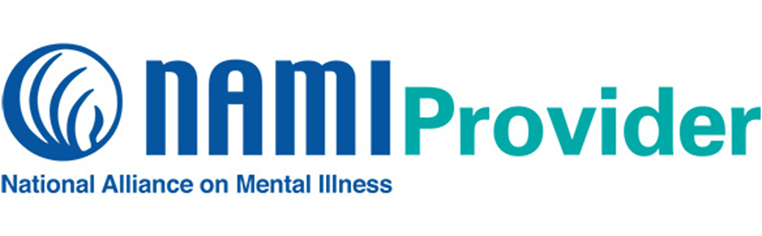 NAMI Provider
National Alliance on Mental Illness